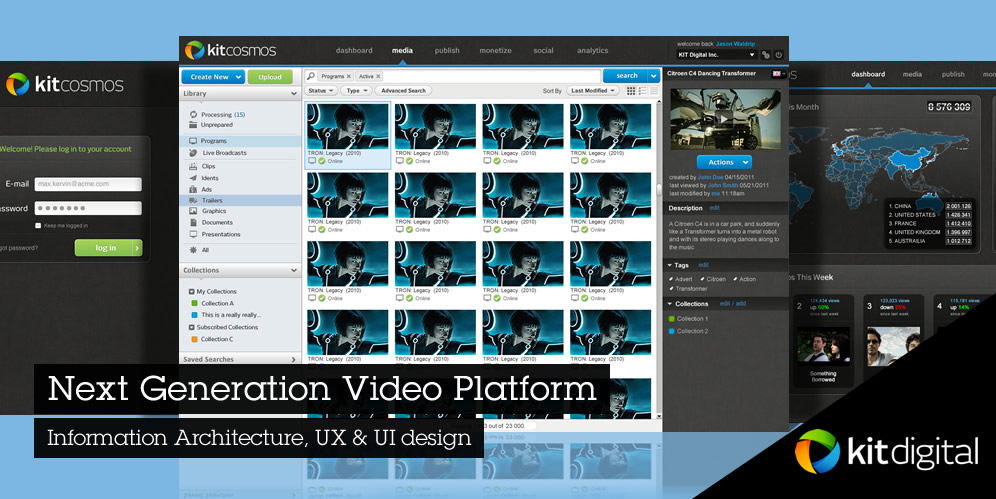 kitcosmos
Welcome! Please log in to your account
E-mail
max.kervin@acme.com
assword
Keep me logged in
got password?
log in
kitcosmos
dashboard
media
publish
monetize
social
analytics
welcome back Jason Waldrip
KIT Digital Inc.
Create New
Upload
Library
Processing (15)
Unprepared
Programs
Live Broadcasts
Clips
Idents
Ads
Trailers
Graphics
Documents
Presentations
All
Collections
My Collections
Collection A
This is a really really...
Subscribed Collections
Collection C
Saved Searches
Programs
Active
search
Status
Type
Advanced Search
Sort By
Last Modified
TRON: Legacy (2010)
Online
TRON: Legacy (2010)
Online
TRON: Legacy (2010)
Online
TRON: Legacy (2010)
Online
TRON: Legacy (2010)
Online
TRON: Legacy (2010)
Online
TRON: Legacy (2010)
Online
TRON: Legacy (2010)
Online
TRON: Legacy (2010)
Online
TRON: Legacy (2010)
Online
TRON: Legacy (2010)
Online
TRON: Legacy (2010)
Online
TRON: Legacy (2010)
TRON: Legacy (2010)
TRON: Legacy (2010)
TRON: Legacy (2010)
3 out of 23 000
Citroen C4 Dancing Transformer
Actions
created by John Doe 04/15/2011
last viewed by John Smith 05/21/2011
last modified by me 11:18am
Description edit
A Citroen C4 is in a car park, and suddenly
like a Transformer turns into a metal robot
and with its stereo playing dances along to
the music
Tags edit
Advert
Citroen
Action
Transformer
Collections edit / add
Collection 1
Collection 2
os
dashboard
media
publish
mon
is Month
8 576 309
1. CHINA 2 001 126
2. UNITED STATES 1 426 341
3. FRANCE 1 412 410
4. UNITED KINGDOM 1 396 997
5. AUSTRAILIA 1 012 712
os This Week
2
124,434 views
up 60%
since last week
Something
Borrowed
3
123,023 views
down 23%
since last week
4
115,191 views
up 14%
since last week
Next Generation Video Platform
Information Architecture, UX & UI design
kitdigital